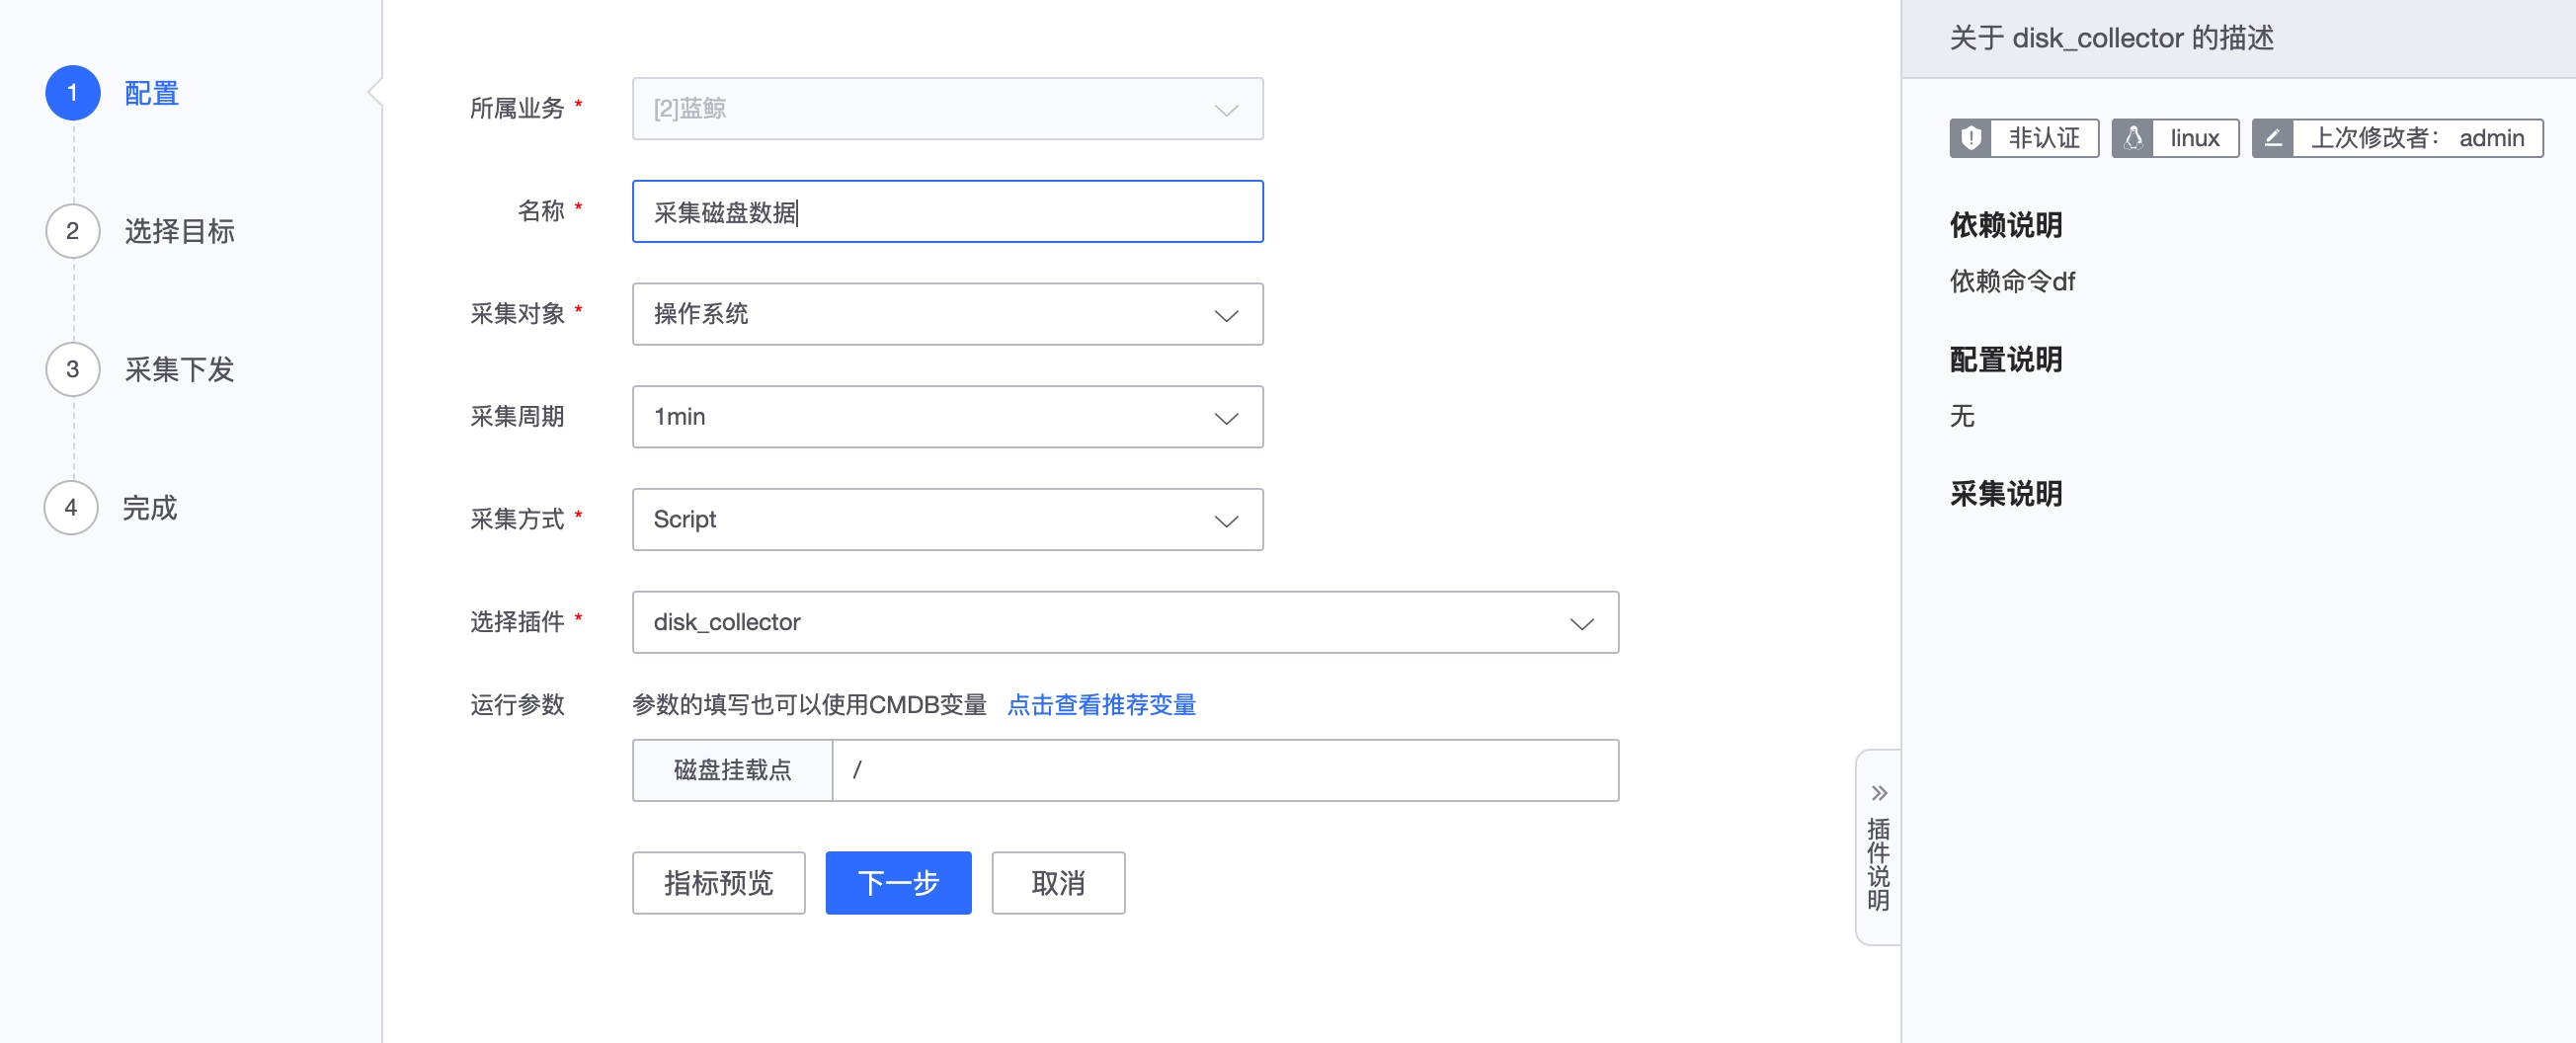 1 配置
2 选择目标
3 采集下发
4 完成
所属业务 * [2]蓝鲸
名称 * 采集磁盘数据
采集对象 * 操作系统
采集周期 1min
采集方式 * Script
选择插件 * disk_collector
运行参数 参数的填写也可以使用CMDB变量 点击查看推荐变量
磁盘挂载点 /
指标预览 下一步 取消
插件说明
关于 disk_collector 的描述
非认证 linux 上次修改者： admin
依赖说明
依赖命令df
配置说明
无
采集说明